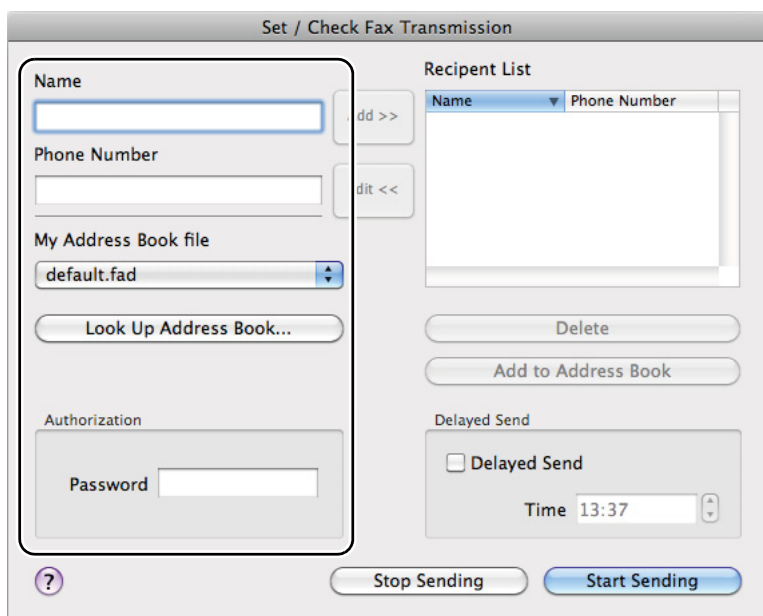 Set / Check Fax Transmission
Name
Phone Number
My Address Book file
default.fad
Look Up Address Book...
Authorization
Password
dd >>
dit <<
Recipent List
Name ▼ Phone Number
Delete
Add to Address Book
Delayed Send
Delayed Send
Time 13:37
?
Stop Sending
Start Sending